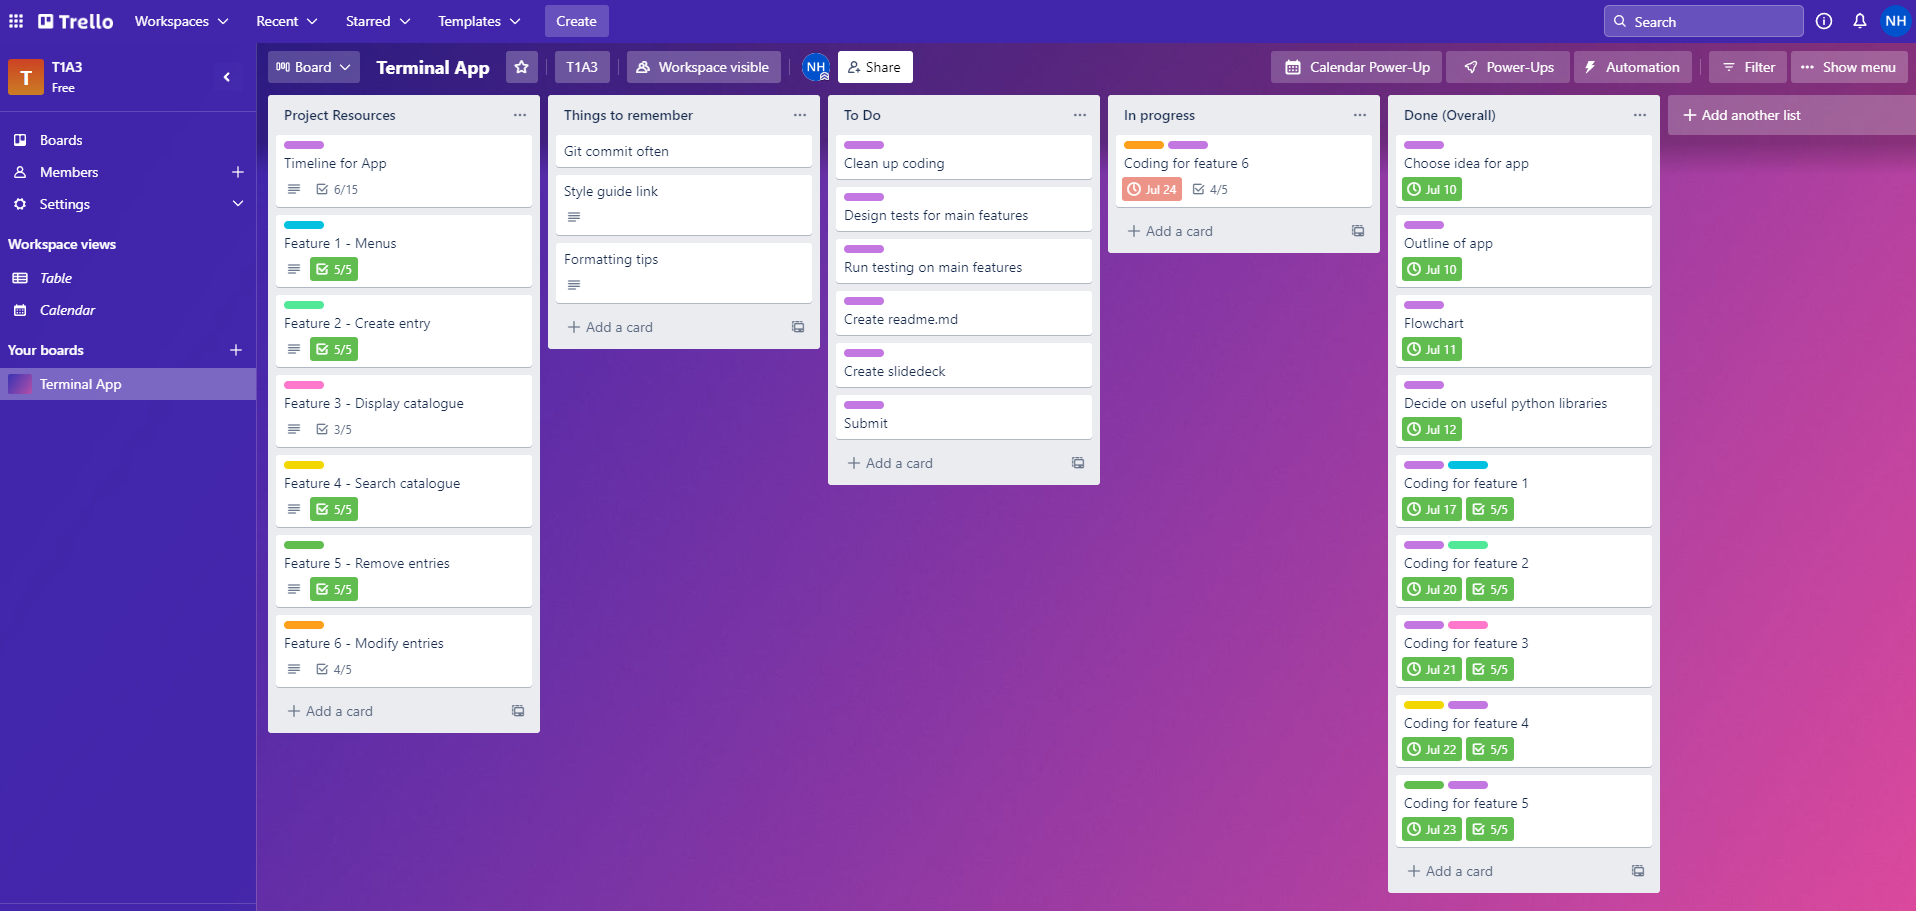 Trello
Workspaces
Recent
Starred
Templates
Create
Search
NH
T
T1A3
Free
Boards
Members
Settings
Workspace views
Table
Calendar
Your boards
Terminal App
Board
Terminal App
T1A3
Workspace visible
NH
Share
Calendar Power-Up
Power-Ups
Automation
Filter
Show menu
Project Resources
Timeline for App
6/15
Feature 1 - Menus
5/5
Feature 2 - Create entry
5/5
Feature 3 - Display catalogue
3/5
Feature 4 - Search catalogue
5/5
Feature 5 - Remove entries
5/5
Feature 6 - Modify entries
4/5
Add a card
Things to remember
Git commit often
Style guide link
Formatting tips
Add a card
To Do
Clean up coding
Design tests for main features
Run testing on main features
Create readme.md
Create slidedeck
Submit
Add a card
In progress
Coding for feature 6
Jul 24 4/5
Add a card
Done (Overall)
Choose idea for app
Jul 10
Outline of app
Jul 10
Flowchart
Jul 11
Decide on useful python libraries
Jul 12
Coding for feature 1
Jul 17 5/5
Coding for feature 2
Jul 20 5/5
Coding for feature 3
Jul 21 5/5
Coding for feature 4
Jul 22 5/5
Coding for feature 5
Jul 23 5/5
Add a card
Add another list